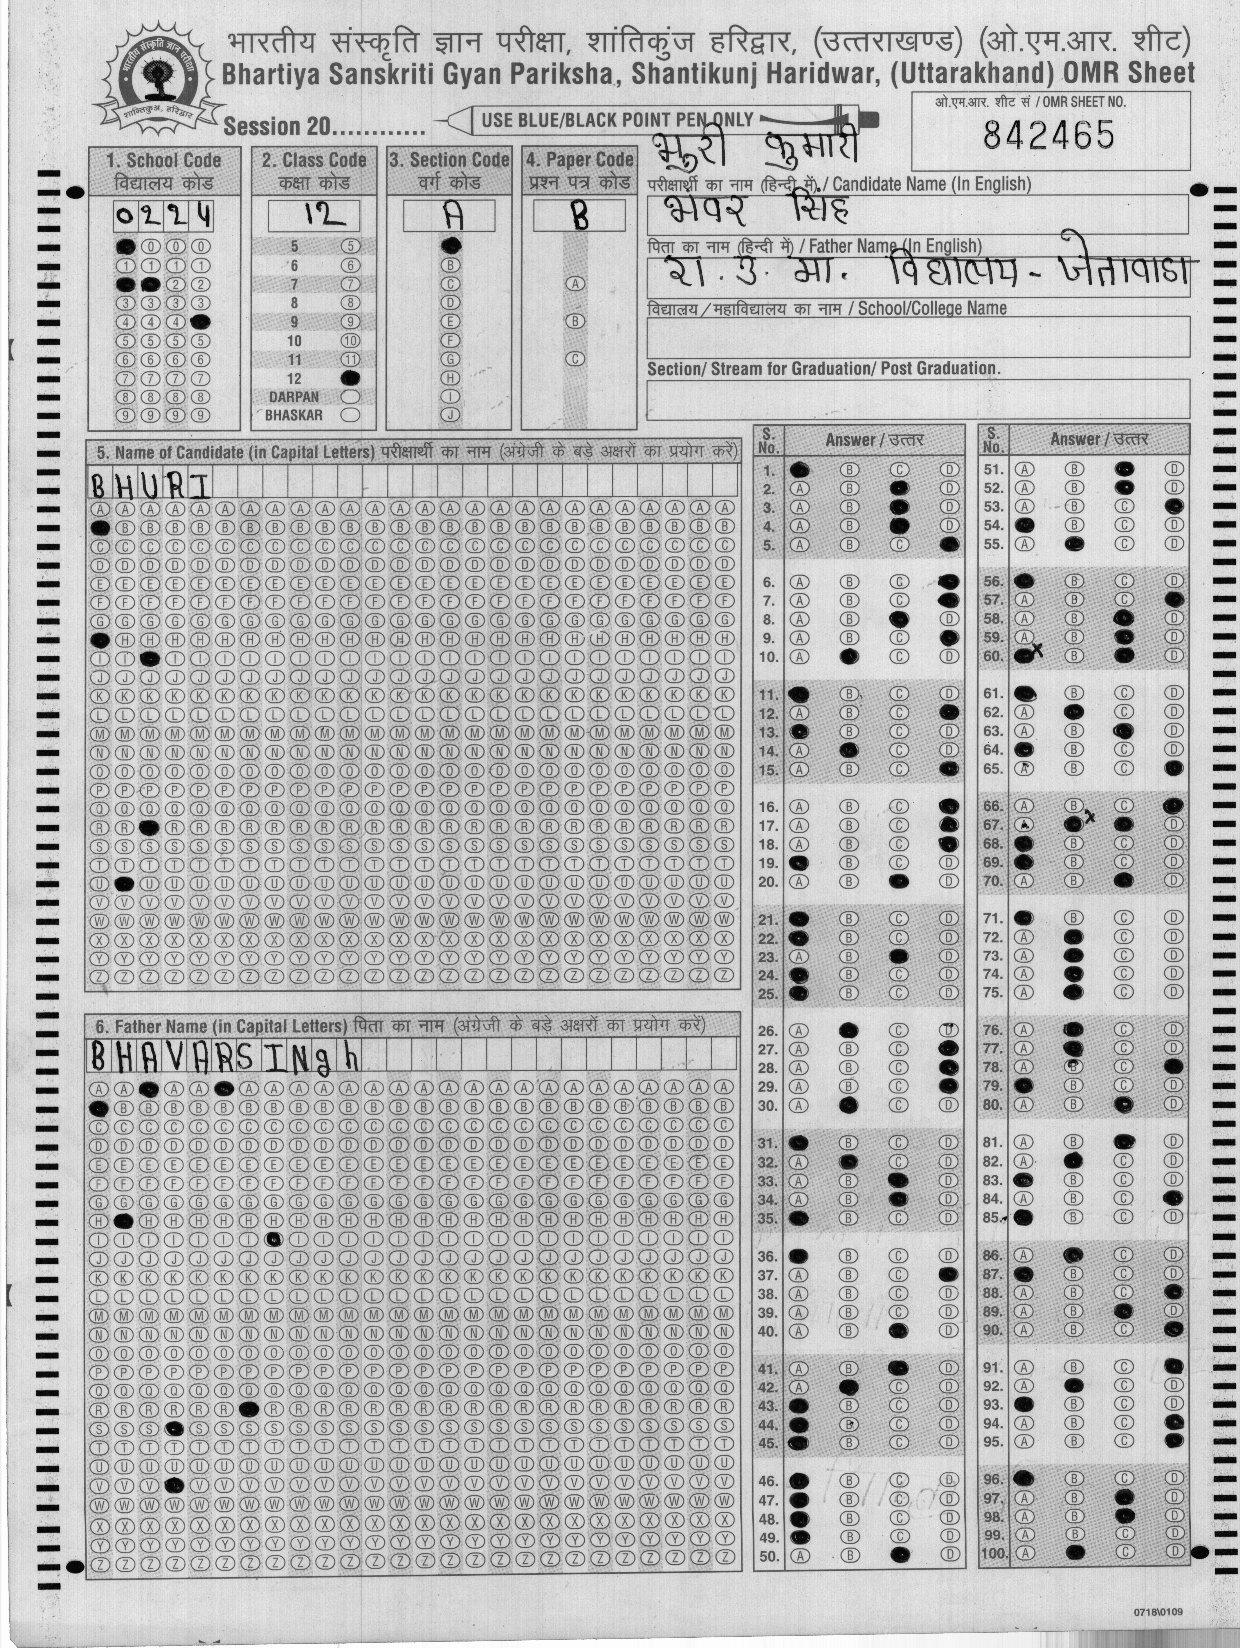 भारतीय संस्कृति ज्ञान परीक्षा, शांतिकुंज हरिद्वार, (उत्तराखण्ड) (ओ.एम.आर. शीट)
Bhartiya Sanskriti Gyan Pariksha, Shantikunj Haridwar, (Uttarakhand) OMR Sheet
Session 20............
USE BLUE/BLACK POINT PEN ONLY
ओ.एम.आर. शीट सं / OMR SHEET NO.
842465
1. School Code
विद्यालय कोड
0224
2. Class Code
कक्षा कोड
12
5
6
7
8
9
10
11
12
DARPAN
BHASKAR
3. Section Code
वर्ग कोड
A
4. Paper Code
प्रश्न पत्र कोड
B
भुरी कुमारी
परीक्षार्थी का नाम (हिन्दी में) / Candidate Name (In English)
भंवर सिंह
पिता का नाम (हिन्दी में) / Father Name (In English)
रा. उ. मा. विद्यालय - जेतावाडा
विद्यालय / महाविद्यालय का नाम / School/College Name
Section/ Stream for Graduation/ Post Graduation.
5. Name of Candidate (in Capital Letters) परीक्षार्थी का नाम (अंग्रेजी के बड़े अक्षरों का प्रयोग करें)
BHURI
6. Father Name (in Capital Letters) पिता का नाम (अंग्रेजी के बड़े अक्षरों का प्रयोग करें)
BHAVARSINgh
S. No. Answer / उत्तर
S. No. Answer / उत्तर
0718\0109